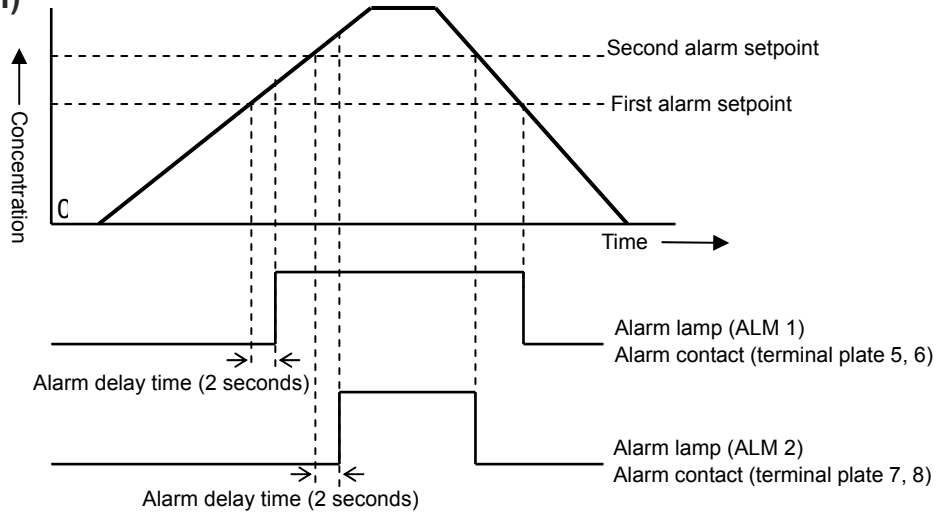 Second alarm setpoint
First alarm setpoint
Concentration
Time
Alarm lamp (ALM 1)
Alarm contact (terminal plate 5, 6)
Alarm delay time (2 seconds)
Alarm lamp (ALM 2)
Alarm contact (terminal plate 7, 8)
Alarm delay time (2 seconds)